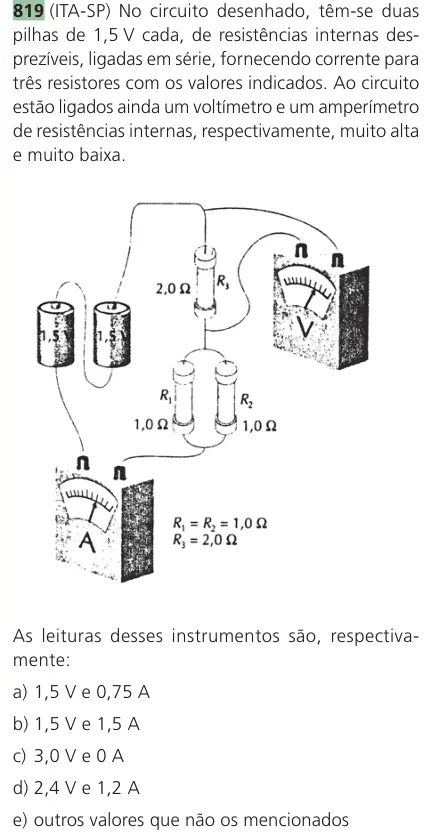 819 (ITA-SP) No circuito desenhado, têm-se duas
pilhas de 1,5 V cada, de resistências internas des-
prezíveis, ligadas em série, fornecendo corrente para
três resistores com os valores indicados. Ao circuito
estão ligados ainda um voltímetro e um amperímetro
de resistências internas, respectivamente, muito alta
e muito baixa.
2,0 Ω R₃
V
1,5 V
1,5 V
R₁
R₂
1,0 Ω
1,0 Ω
A
R₁ = R₂ = 1,0 Ω
R₃ = 2,0 Ω
As leituras desses instrumentos são, respectiva-
mente:
a) 1,5 V e 0,75 A
b) 1,5 V e 1,5 A
c) 3,0 V e 0 A
d) 2,4 V e 1,2 A
e) outros valores que não os mencionados